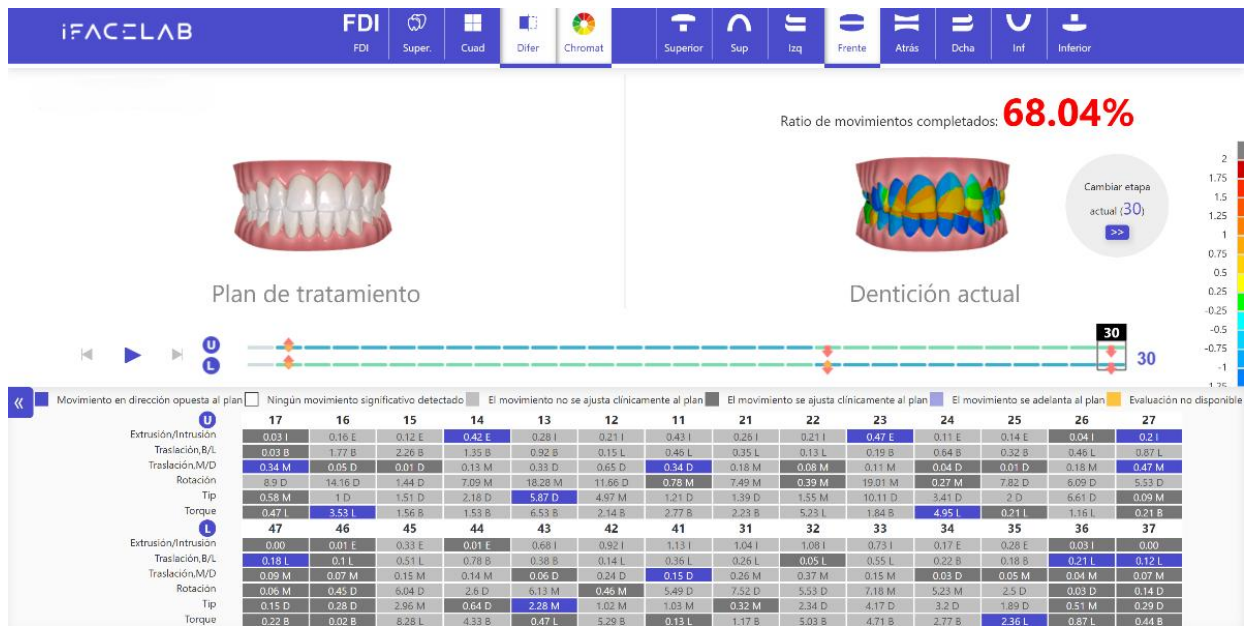 iFACELAB
FDI
FDI Super. Cuad Difer Chromat Superior Sup Izq Frente Atrás Dcha Inf Inferior
Ratio de movimientos completados: 68.04%
Cambiar etapa
actual (30)
>>
2
1.75
1.5
1.25
1
0.75
0.5
0.25
-0.25
-0.5
-0.75
-1
1.25
Plan de tratamiento
Dentición actual
30
U
L
30
« Movimiento en dirección opuesta al plan Ningún movimiento significativo detectado El movimiento no se ajusta clínicamente al plan El movimiento se ajusta clínicamente al plan El movimiento se adelanta al plan Evaluación no disponible
U 17 16 15 14 13 12 11 21 22 23 24 25 26 27
Extrusión/Intrusión 0.03 I 0.16 E 0.12 E 0.42 E 0.28 I 0.21 I 0.43 I 0.26 I 0.21 I 0.47 E 0.11 E 0.14 E 0.04 I 0.2 I
Traslación,B/L 0.03 B 1.77 B 2.26 B 1.35 B 0.92 B 0.15 L 0.46 L 0.35 L 0.13 L 0.19 B 0.64 B 0.32 B 0.46 L 0.87 L
Traslación,M/D 0.34 M 0.05 D 0.01 D 0.13 M 0.33 D 0.65 D 0.34 D 0.18 M 0.08 M 0.11 M 0.04 D 0.01 D 0.18 M 0.47 M
Rotación 8.9 D 14.16 D 1.44 D 7.09 M 18.28 M 11.66 D 0.78 M 7.49 M 0.39 M 19.01 M 0.27 M 7.82 D 6.09 D 5.53 D
Tip 0.58 M 1 D 1.51 D 2.18 D 5.87 D 4.97 M 1.21 D 1.39 D 1.55 M 10.11 D 3.41 D 2 D 6.61 D 0.09 M
Torque 0.47 L 3.53 L 1.56 B 1.53 B 6.53 B 2.14 B 2.77 B 2.23 B 5.23 L 1.84 B 4.95 L 0.21 L 1.16 L 0.21 B
L 47 46 45 44 43 42 41 31 32 33 34 35 36 37
Extrusión/Intrusión 0.00 0.01 E 0.33 E 0.01 E 0.68 I 0.92 I 1.13 I 1.04 I 1.08 I 0.73 I 0.17 E 0.28 E 0.03 I 0.00
Traslación,B/L 0.18 L 0.1 L 0.51 L 0.78 B 0.38 B 0.14 L 0.36 L 0.26 L 0.05 L 0.55 L 0.22 B 0.18 B 0.21 L 0.12 L
Traslación,M/D 0.09 M 0.07 M 0.15 M 0.14 M 0.06 D 0.24 D 0.15 D 0.26 M 0.37 M 0.15 M 0.03 D 0.05 M 0.04 M 0.07 M
Rotación 0.06 M 0.45 D 6.04 D 2.6 D 6.13 M 0.46 M 5.49 D 7.52 D 5.53 D 7.18 M 5.23 M 2.5 D 0.03 D 0.14 D
Tip 0.15 D 0.28 D 2.96 M 0.64 D 2.28 M 1.02 M 1.03 M 0.32 M 2.34 D 4.17 D 3.2 D 1.89 D 0.51 M 0.29 D
Torque 0.22 B 0.02 B 8.28 L 4.33 B 0.47 L 5.29 B 0.13 L 1.17 B 5.03 B 4.71 B 2.77 B 2.36 L 0.87 L 0.44 B